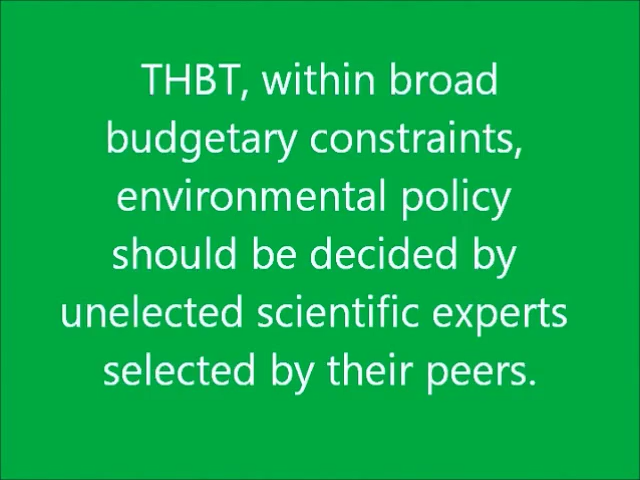 THBT, within broad
budgetary constraints,
environmental policy
should be decided by
unelected scientific experts
selected by their peers.